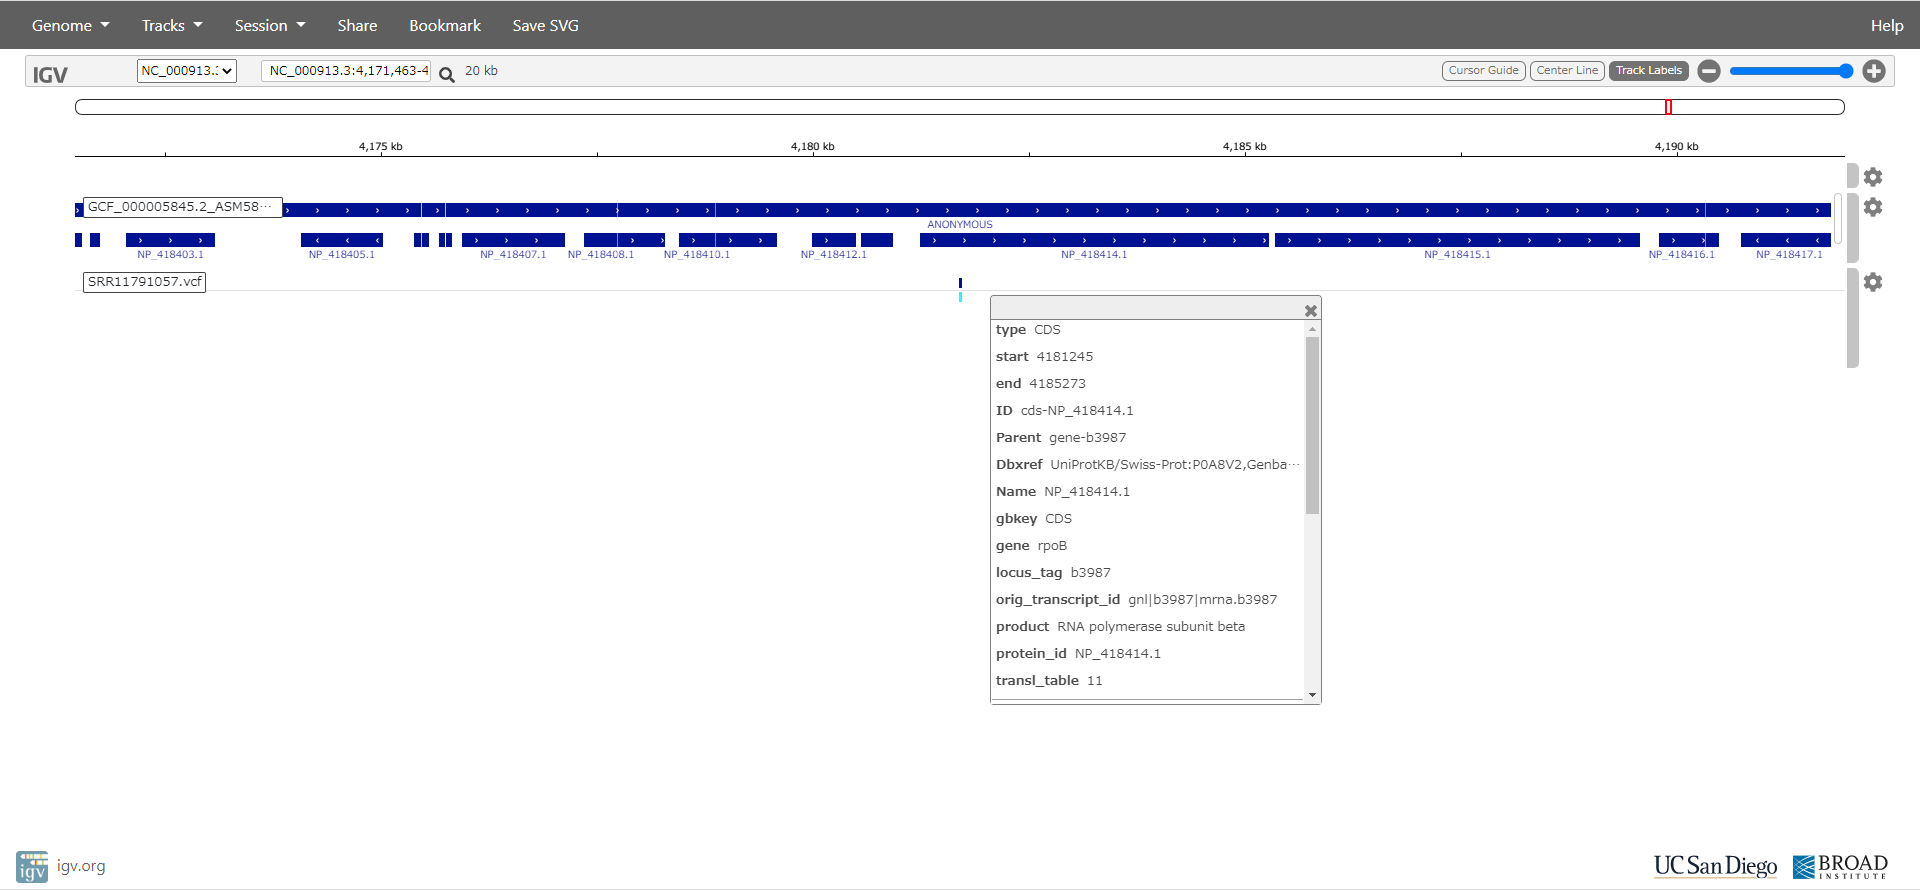 Genome Tracks Session Share Bookmark Save SVG Help
IGV NC_000913.: NC_000913.3:4,171,463-4 20 kb Cursor Guide Center Line Track Labels
4,175 kb 4,180 kb 4,185 kb 4,190 kb
GCF_000005845.2_ASM58···
ANONYMOUS
NP_418403.1 NP_418405.1 NP_418407.1 NP_418408.1 NP_418410.1 NP_418412.1 NP_418414.1 NP_418415.1 NP_418416.1 NP_418417.1
SRR11791057.vcf
type CDS
start 4181245
end 4185273
ID cds-NP_418414.1
Parent gene-b3987
Dbxref UniProtKB/Swiss-Prot:P0A8V2,Genba···
Name NP_418414.1
gbkey CDS
gene rpoB
locus_tag b3987
orig_transcript_id gnl|b3987|mrna.b3987
product RNA polymerase subunit beta
protein_id NP_418414.1
transl_table 11
igv igv.org
UC San Diego
BROAD
INSTITUTE